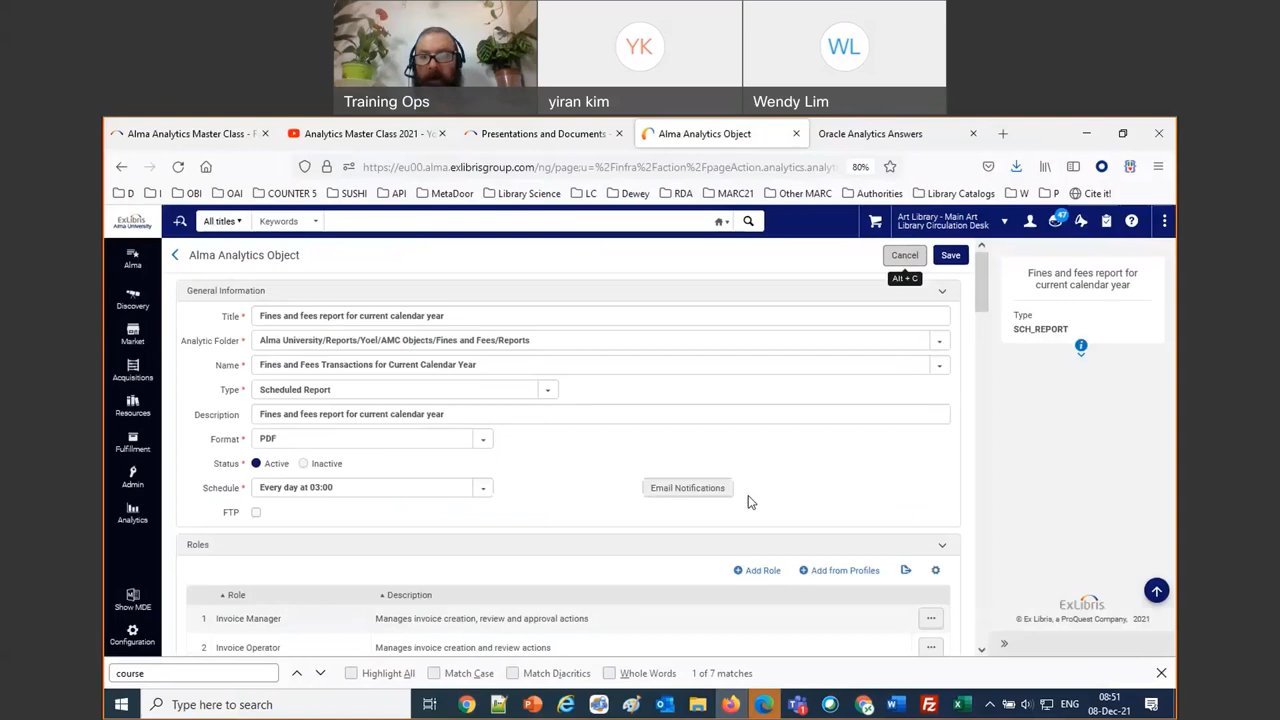 YK
WL
Training Ops
yiran kim
Wendy Lim
Alma Analytics Master Class - F
Analytics Master Class 2021 - Yo
Presentations and Documents -
Alma Analytics Object
Oracle Analytics Answers
https://eu00.alma.exlibrisgroup.com/ng/page;u=%2Finfra%2Faction%2FpageAction.analytics.analyt
80%
D
I
OBI
OAI
COUNTER 5
SUSHI
API
MetaDoor
Library Science
LC
Dewey
RDA
MARC21
Other MARC
Authorities
Library Catalogs
W
P
Cite it!
ExLibris
Alma University
All titles
Keywords
Art Library - Main Art
Library Circulation Desk
47
Alma
Discovery
Market
Acquisitions
Resources
Fulfillment
Admin
Analytics
Show MDE
Configuration
Alma Analytics Object
Cancel
Save
Alt + C
General Information
Title * Fines and fees report for current calendar year
Analytic Folder * Alma University/Reports/Yoel/AMC Objects/Fines and Fees/Reports
Name * Fines and Fees Transactions for Current Calendar Year
Type * Scheduled Report
Description Fines and fees report for current calendar year
Format * PDF
Status * Active Inactive
Schedule * Every day at 03:00
Email Notifications
FTP
Roles
Add Role
Add from Profiles
Role
Description
1 Invoice Manager Manages invoice creation, review and approval actions
2 Invoice Operator Manages invoice creation and review actions
Fines and fees report for
current calendar year
Type
SCH_REPORT
ExLibris
© Ex Libris, a ProQuest Company, 2021
course
Highlight All
Match Case
Match Diacritics
Whole Words
1 of 7 matches
Type here to search
ENG
08:51
08-Dec-21